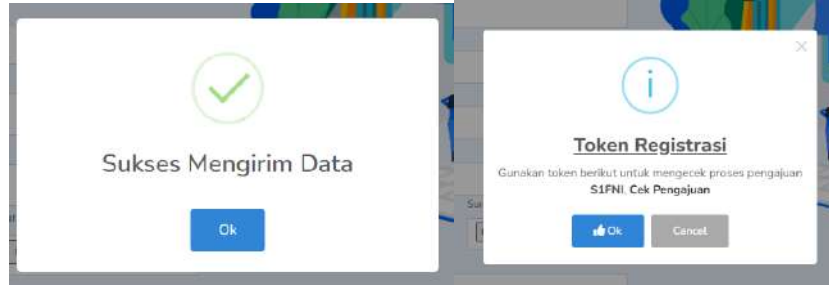 Sukses Mengirim Data
Ok
Token Registrasi
Gunakan token berikut untuk mengecek proses pengajuan
S1FNI, Cek Pengajuan
Ok
Cancel